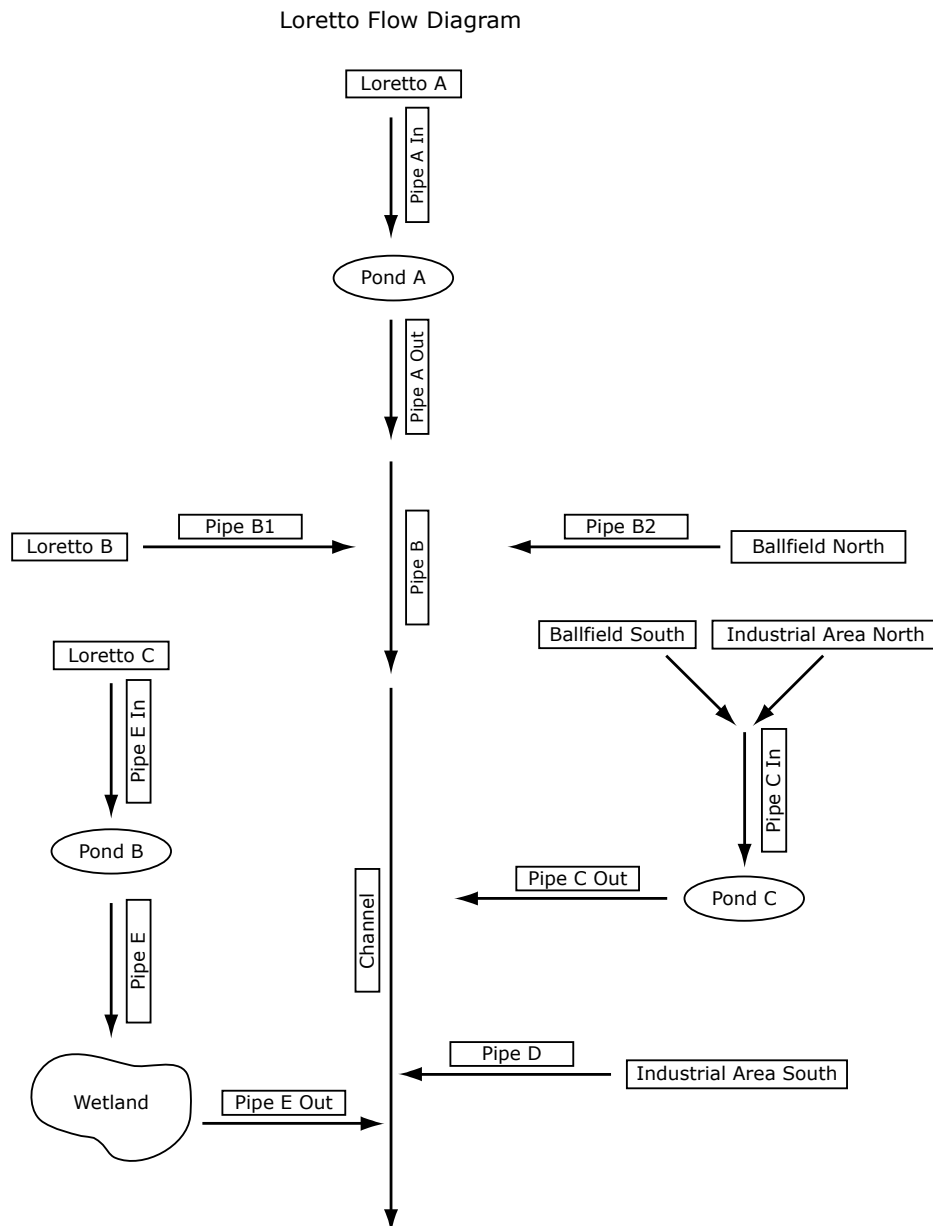 Loretto Flow Diagram
Loretto A
Pipe A In
Pond A
Pipe A Out
Pipe B1
Loretto B
Pipe B
Pipe B2
Ballfield North
Ballfield South
Industrial Area North
Loretto C
Pipe E In
Pipe C In
Pond B
Pipe C Out
Pond C
Channel
Pipe E
Pipe D
Industrial Area South
Wetland
Pipe E Out